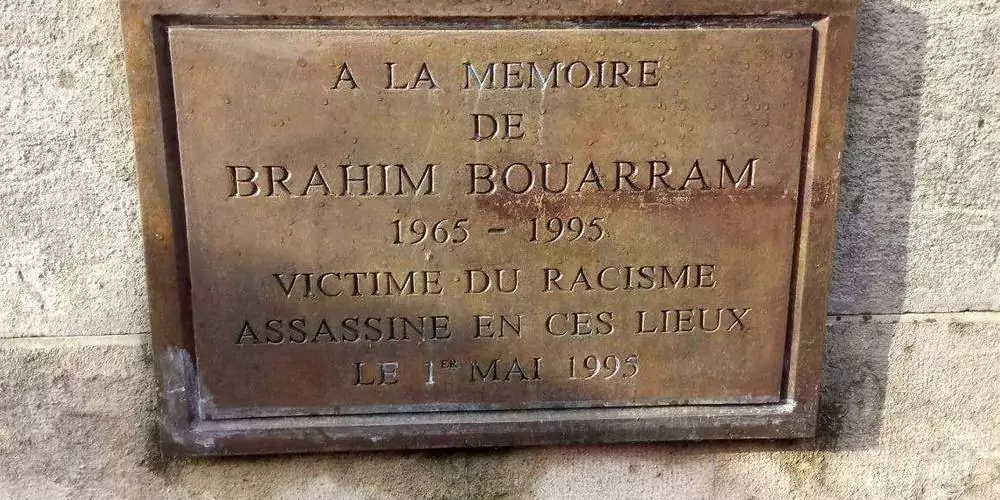 A LA MEMOIRE
DE
BRAHIM BOUARRAM
1965 - 1995
VICTIME DU RACISME
ASSASSINE EN CES LIEUX
LE 1ER MAI 1995